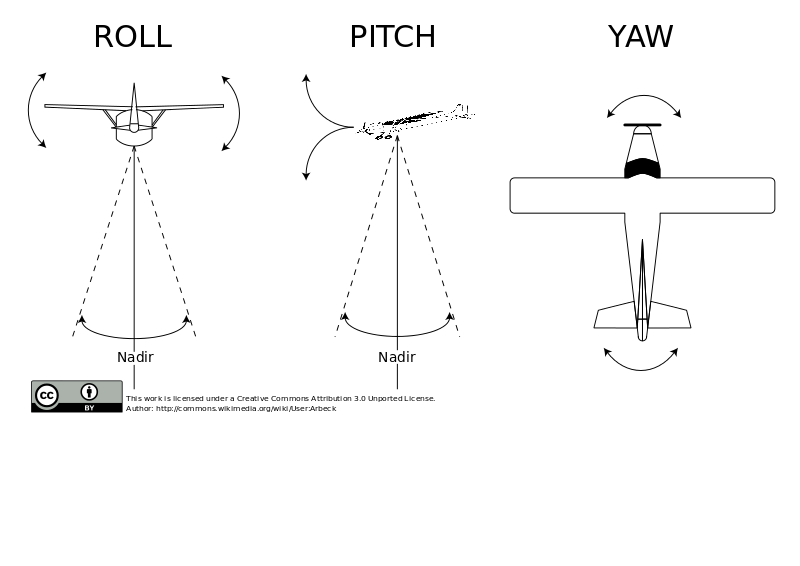 ROLL
PITCH
YAW
Nadir
Nadir
cc
BY
This work is licensed under a Creative Commons Attribution 3.0 Unported License.
Author: http://commons.wikimedia.org/wiki/User:Arbeck